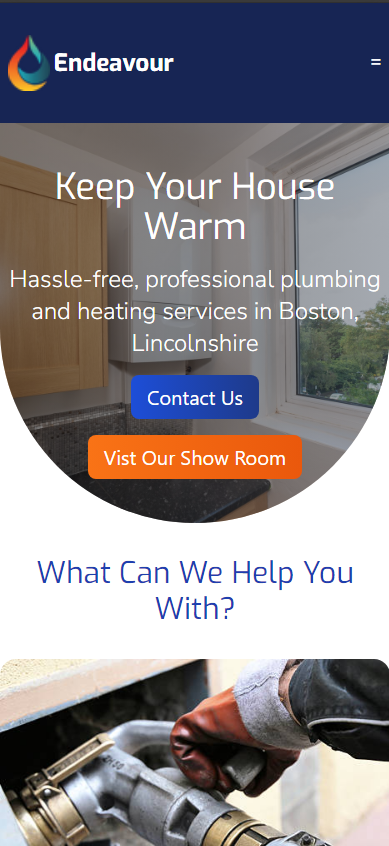 Endeavour
Keep Your House
Warm
Hassle-free, professional plumbing
and heating services in Boston,
Lincolnshire
Contact Us
Vist Our Show Room
What Can We Help You
With?